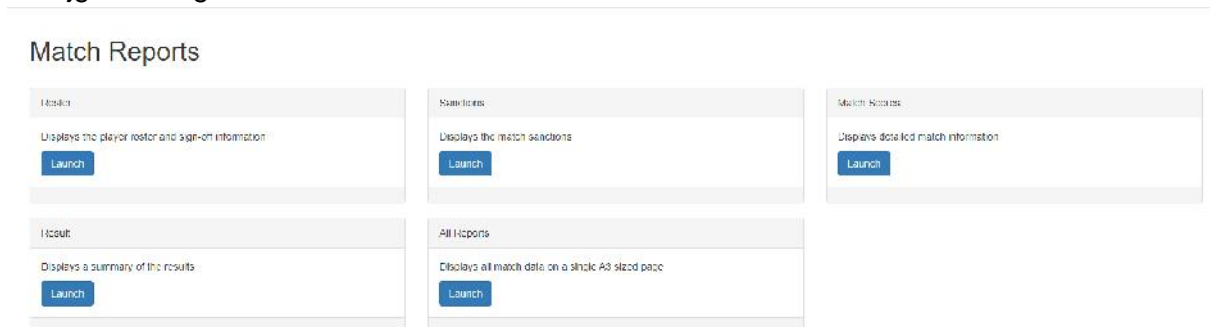 Match Reports
Roster
Sanctions
Match Scores
Displays the player roster and sign-off information
Displays the match sanctions
Displays detailed match information
Launch
Launch
Launch
Result
All Reports
Displays a summary of the results
Displays all match data on a single A3 sized page
Launch
Launch